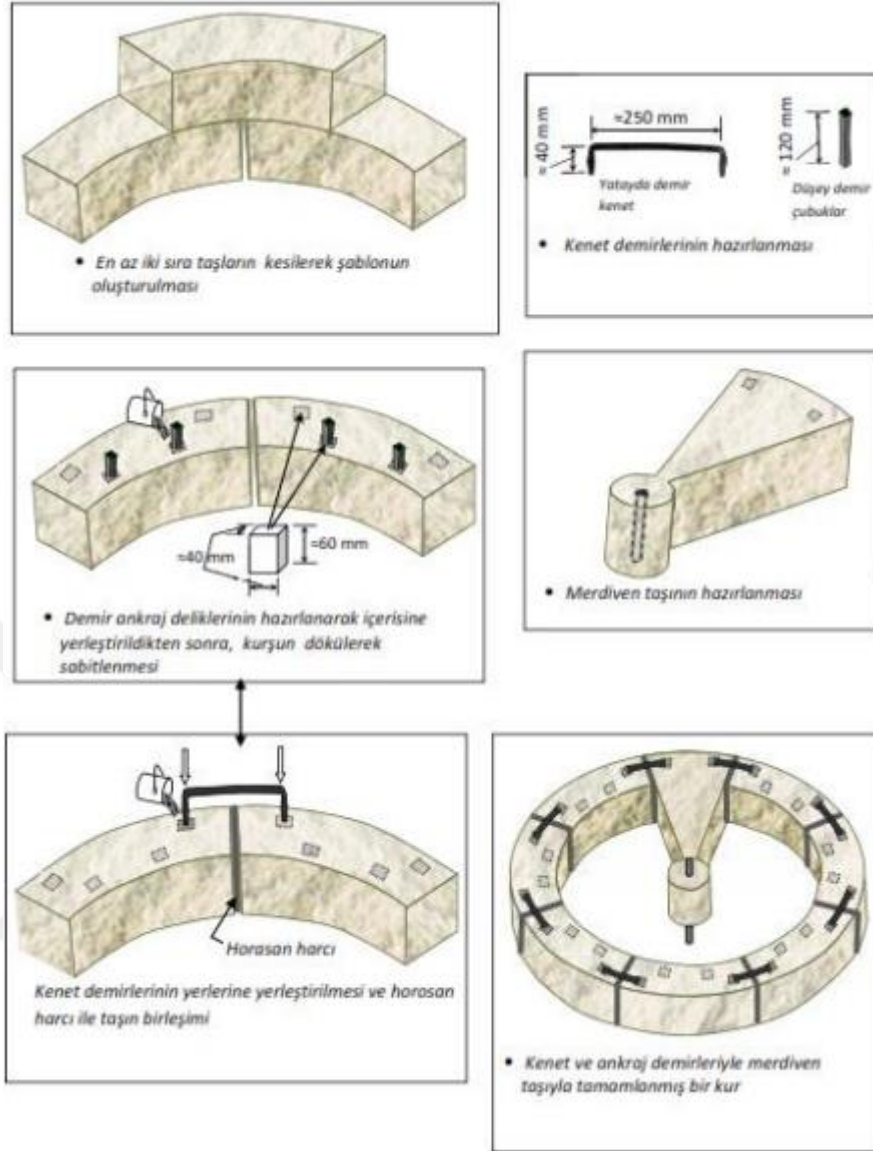 • En az iki sıra taşların kesilerek şablonun
oluşturulması
≈250 mm
≈ 40 m.m
≈ 120 mm
Yatayda demir
kenet
Düşey demir
çubuklar
• Kenet demirlerinin hazırlanması
≈40 mm
≈60 mm
• Demir ankraj deliklerinin hazırlanarak içerisine
yerleştirildikten sonra, kurşun dökülerek
sabitlenmesi
• Merdiven taşının hazırlanması
Horasan harcı
Kenet demirlerinin yerlerine yerleştirilmesi ve horosan
harcı ile taşın birleşimi
• Kenet ve ankraj demirleriyle merdiven
taşıyla tamamlanmış bir kur